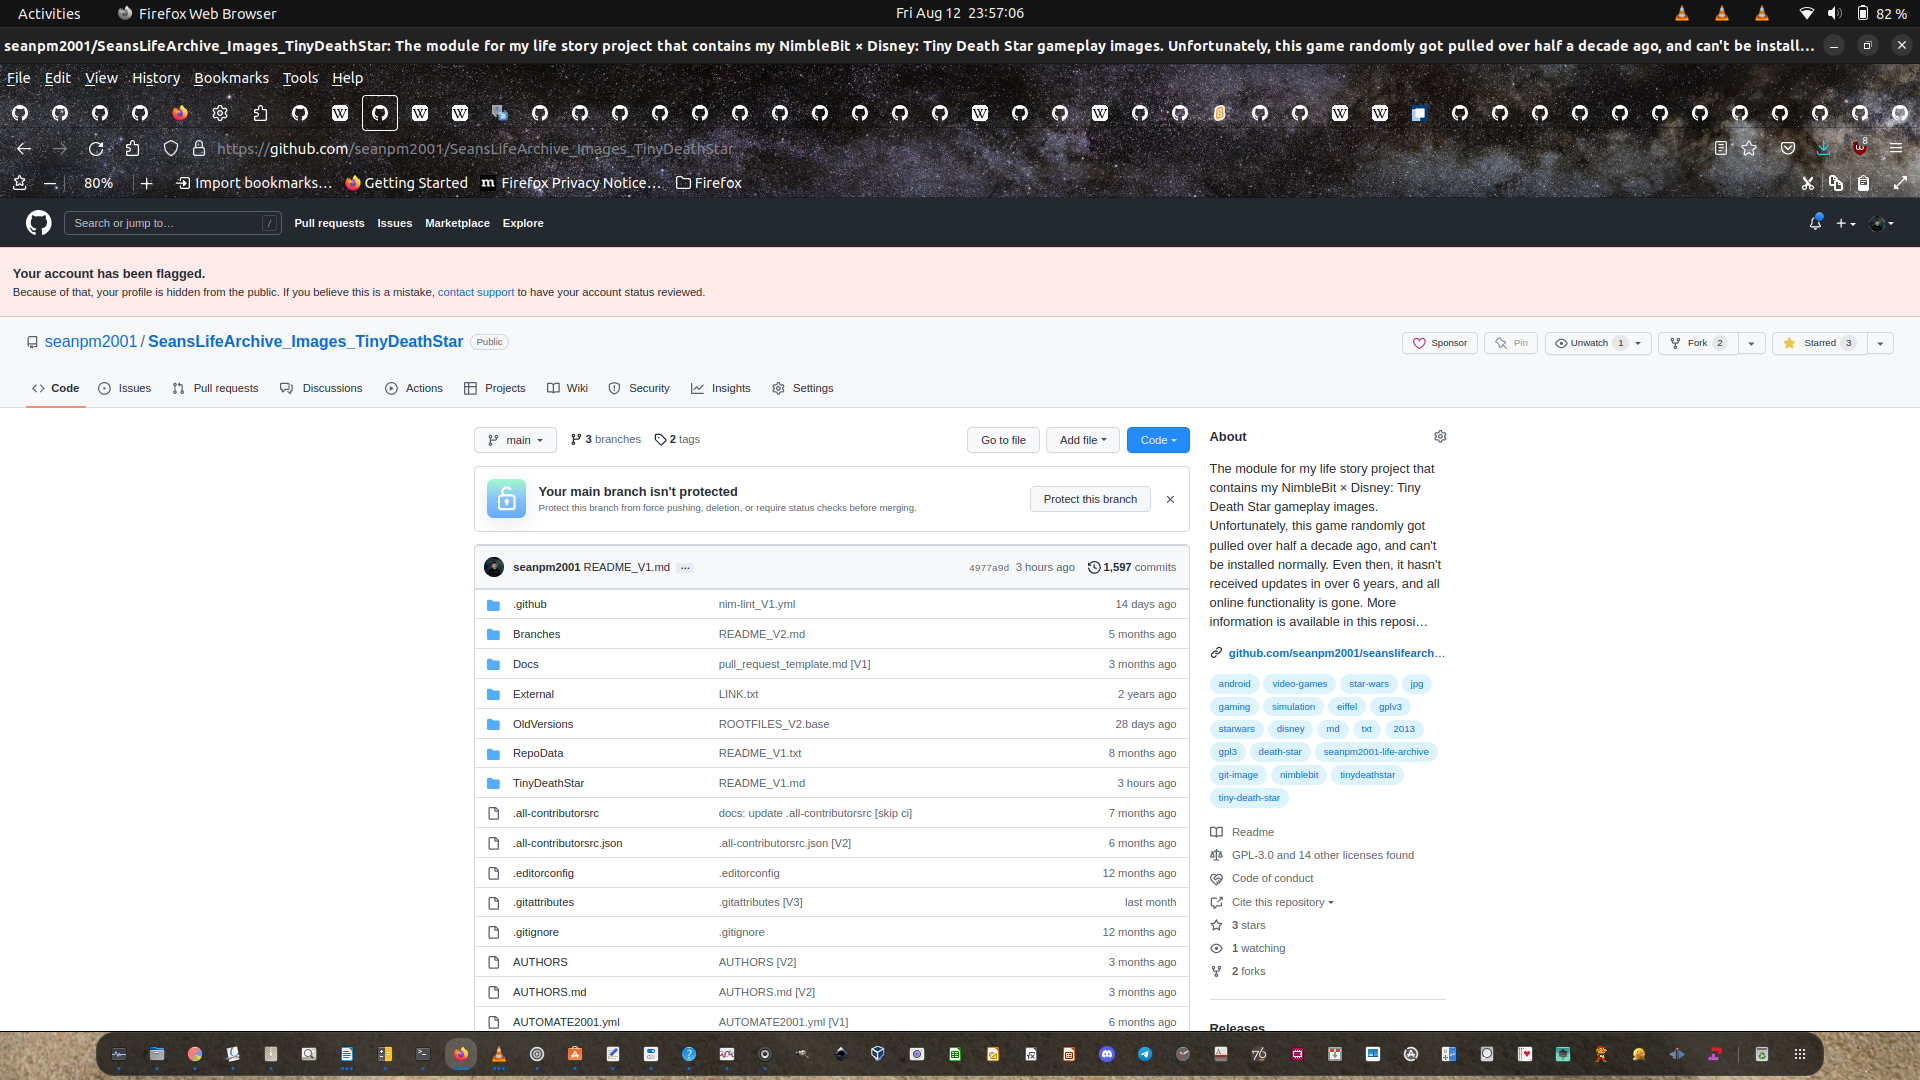 Activities
Firefox Web Browser
Fri Aug 12 23:57:06
82 %
seanpm2001/SeansLifeArchive_Images_TinyDeathStar: The module for my life story project that contains my NimbleBit × Disney: Tiny Death Star gameplay images. Unfortunately, this game randomly got pulled over half a decade ago, and can't be install…
File Edit View History Bookmarks Tools Help
https://github.com/seanpm2001/SeansLifeArchive_Images_TinyDeathStar
8
80%
Import bookmarks…
Getting Started
Firefox Privacy Notice…
Firefox
Search or jump to…
/
Pull requests
Issues
Marketplace
Explore
Your account has been flagged.
Because of that, your profile is hidden from the public. If you believe this is a mistake, contact support to have your account status reviewed.
seanpm2001 / SeansLifeArchive_Images_TinyDeathStar
Public
Sponsor
Pin
Unwatch 1
Fork 2
Starred 3
Code
Issues
Pull requests
Discussions
Actions
Projects
Wiki
Security
Insights
Settings
main
3 branches
2 tags
Go to file
Add file
Code
Your main branch isn't protected
Protect this branch from force pushing, deletion, or require status checks before merging.
Protect this branch
seanpm2001 README_V1.md …
4977a9d 3 hours ago
1,597 commits
.github nim-lint_V1.yml 14 days ago
Branches README_V2.md 5 months ago
Docs pull_request_template.md [V1] 3 months ago
External LINK.txt 2 years ago
OldVersions ROOTFILES_V2.base 28 days ago
RepoData README_V1.txt 8 months ago
TinyDeathStar README_V1.md 3 hours ago
.all-contributorsrc docs: update .all-contributorsrc [skip ci] 7 months ago
.all-contributorsrc.json .all-contributorsrc.json [V2] 6 months ago
.editorconfig .editorconfig 12 months ago
.gitattributes .gitattributes [V3] last month
.gitignore .gitignore 12 months ago
AUTHORS AUTHORS [V2] 3 months ago
AUTHORS.md AUTHORS.md [V2] 3 months ago
AUTOMATE2001.yml AUTOMATE2001.yml [V1] 6 months ago
About
The module for my life story project that
contains my NimbleBit × Disney: Tiny
Death Star gameplay images.
Unfortunately, this game randomly got
pulled over half a decade ago, and can't
be installed normally. Even then, it hasn't
received updates in over 6 years, and all
online functionality is gone. More
information is available in this reposi…
github.com/seanpm2001/seanslifearch…
android video-games star-wars jpg
gaming simulation eiffel gplv3
starwars disney md txt 2013
gpl3 death-star seanpm2001-life-archive
git-image nimblebit tinydeathstar
tiny-death-star
Readme
GPL-3.0 and 14 other licenses found
Code of conduct
Cite this repository
3 stars
1 watching
2 forks
Releases